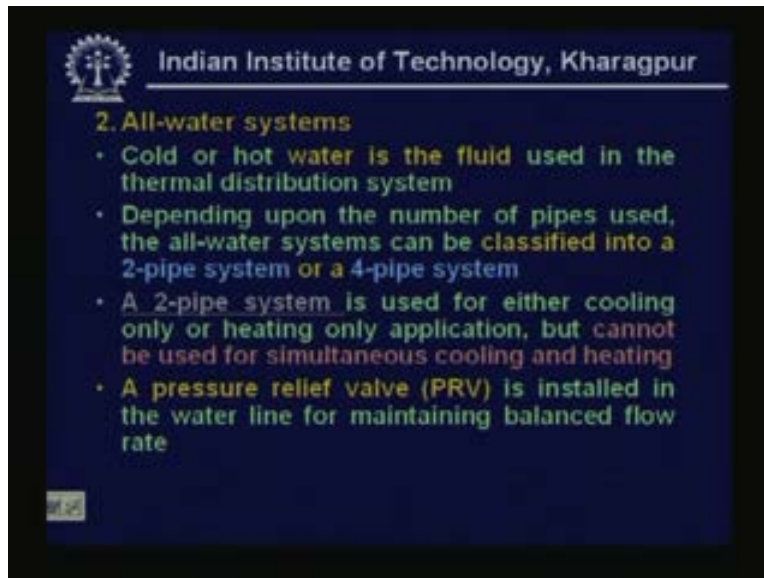 Indian Institute of Technology, Kharagpur
2. All-water systems
• Cold or hot water is the fluid used in the
thermal distribution system
• Depending upon the number of pipes used,
the all-water systems can be classified into a
2-pipe system or a 4-pipe system
• A 2-pipe system is used for either cooling
only or heating only application, but cannot
be used for simultaneous cooling and heating
• A pressure relief valve (PRV) is installed in
the water line for maintaining balanced flow
rate